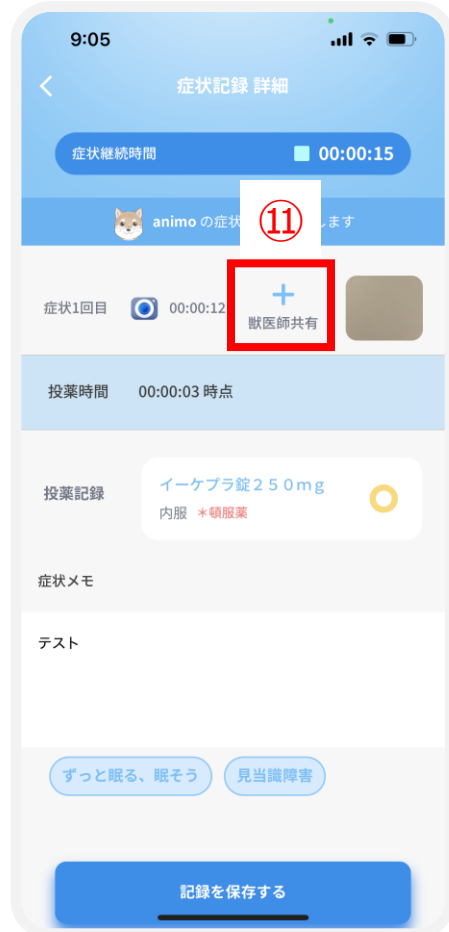 9:05
症状記録 詳細
症状継続時間 00:00:15
animo の症状 します
⑪
症状1回目 00:00:12
獣医師共有
投薬時間 00:00:03 時点
投薬記録
イーケプラ錠２５０ｍｇ
内服 *頓服薬
症状メモ
テスト
ずっと眠る、眠そう 見当識障害
記録を保存する